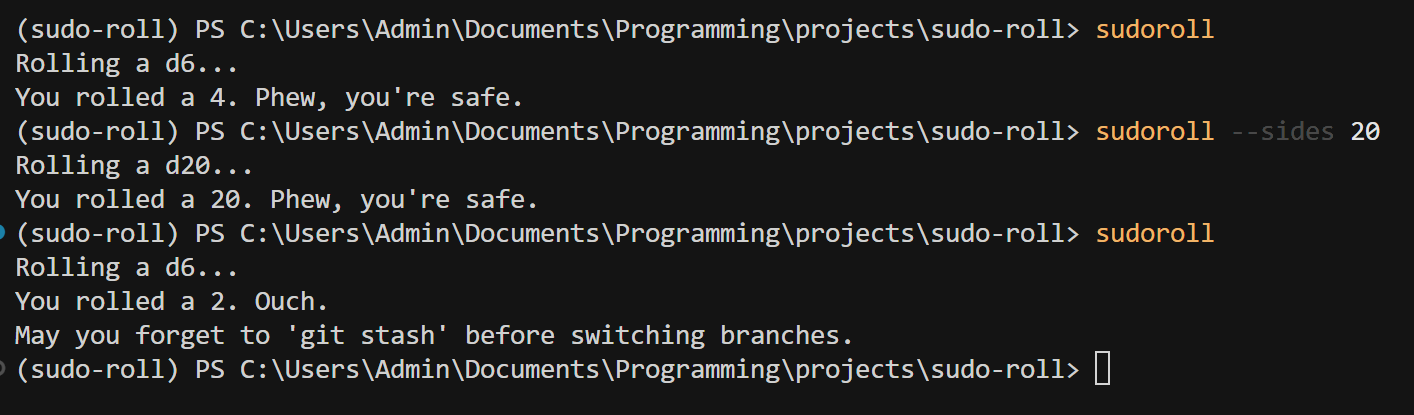 (sudo-roll) PS C:\Users\Admin\Documents\Programming\projects\sudo-roll> sudoroll
Rolling a d6...
You rolled a 4. Phew, you're safe.
(sudo-roll) PS C:\Users\Admin\Documents\Programming\projects\sudo-roll> sudoroll --sides 20
Rolling a d20...
You rolled a 20. Phew, you're safe.
(sudo-roll) PS C:\Users\Admin\Documents\Programming\projects\sudo-roll> sudoroll
Rolling a d6...
You rolled a 2. Ouch.
May you forget to 'git stash' before switching branches.
(sudo-roll) PS C:\Users\Admin\Documents\Programming\projects\sudo-roll>